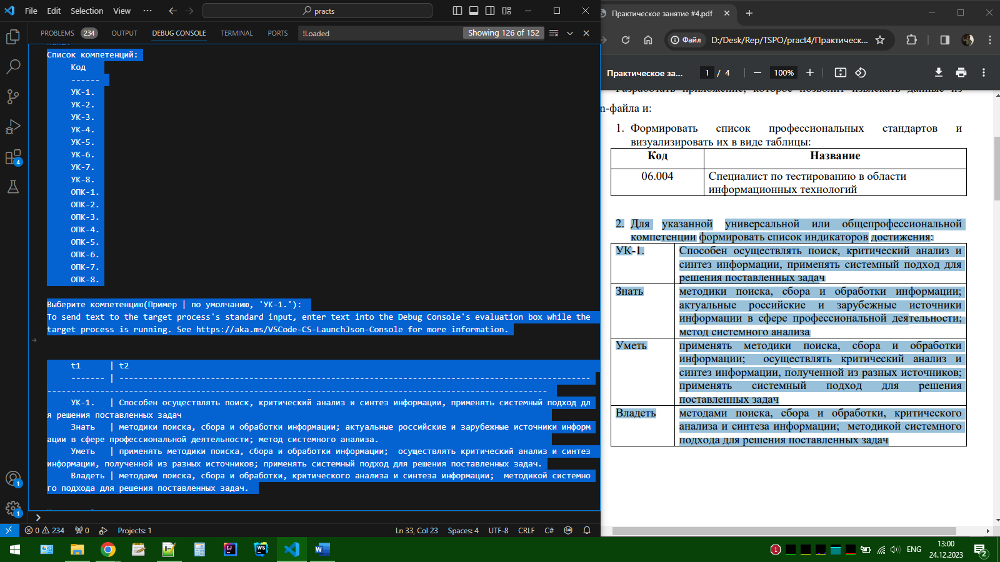 File Edit Selection View ··· practs
PROBLEMS 234 OUTPUT DEBUG CONSOLE TERMINAL PORTS !Loaded Showing 126 of 152
Список компетенций:
Код
------
УК-1.
УК-2.
УК-3.
УК-4.
УК-5.
УК-6.
УК-7.
УК-8.
ОПК-1.
ОПК-2.
ОПК-3.
ОПК-4.
ОПК-5.
ОПК-6.
ОПК-7.
ОПК-8.
Выберите компетенцию(Пример | по умолчанию, 'УК-1.'):
To send text to the target process's standard input, enter text into the Debug Console's evaluation box while the
target process is running. See https://aka.ms/VSCode-CS-LaunchJson-Console for more information.
t1 | t2
УК-1. | Способен осуществлять поиск, критический анализ и синтез информации, применять системный подход дл
я решения поставленных задач
Знать | методики поиска, сбора и обработки информации; актуальные российские и зарубежные источники информ
ации в сфере профессиональной деятельности; метод системного анализа.
Уметь | применять методики поиска, сбора и обработки информации;  осуществлять критический анализ и синтез
информации, полученной из разных источников; применять системный подход для решения поставленных задач.
Владеть | методами поиска, сбора и обработки, критического анализа и синтеза информации;  методикой системно
го подхода для решения поставленных задач.
4
1
1
0 234 0 Projects: 1 Ln 33, Col 23 Spaces: 4 UTF-8 CRLF C#
Практическое занятие #4.pdf
Файл D:/Desk/Rep/TSPO/pract4/Практическ...
Практическое за... 1 / 4 100%
Разработать приложение, которое позволит извлекать данные из
n-файла и:
1. Формировать список профессиональных стандартов и
визуализировать их в виде таблицы:
Код Название
06.004 Специалист по тестированию в области
информационных технологий
2. Для указанной универсальной или общепрофессиональной
компетенции формировать список индикаторов достижения:
УК-1. Способен осуществлять поиск, критический анализ и
синтез информации, применять системный подход для
решения поставленных задач
Знать методики поиска, сбора и обработки информации;
актуальные российские и зарубежные источники
информации в сфере профессиональной деятельности;
метод системного анализа
Уметь применять методики поиска, сбора и обработки
информации; осуществлять критический анализ и
синтез информации, полученной из разных источников;
применять системный подход для решения
поставленных задач
Владеть методами поиска, сбора и обработки, критического
анализа и синтеза информации; методикой системного
подхода для решения поставленных задач
ENG 13:00
24.12.2023
2